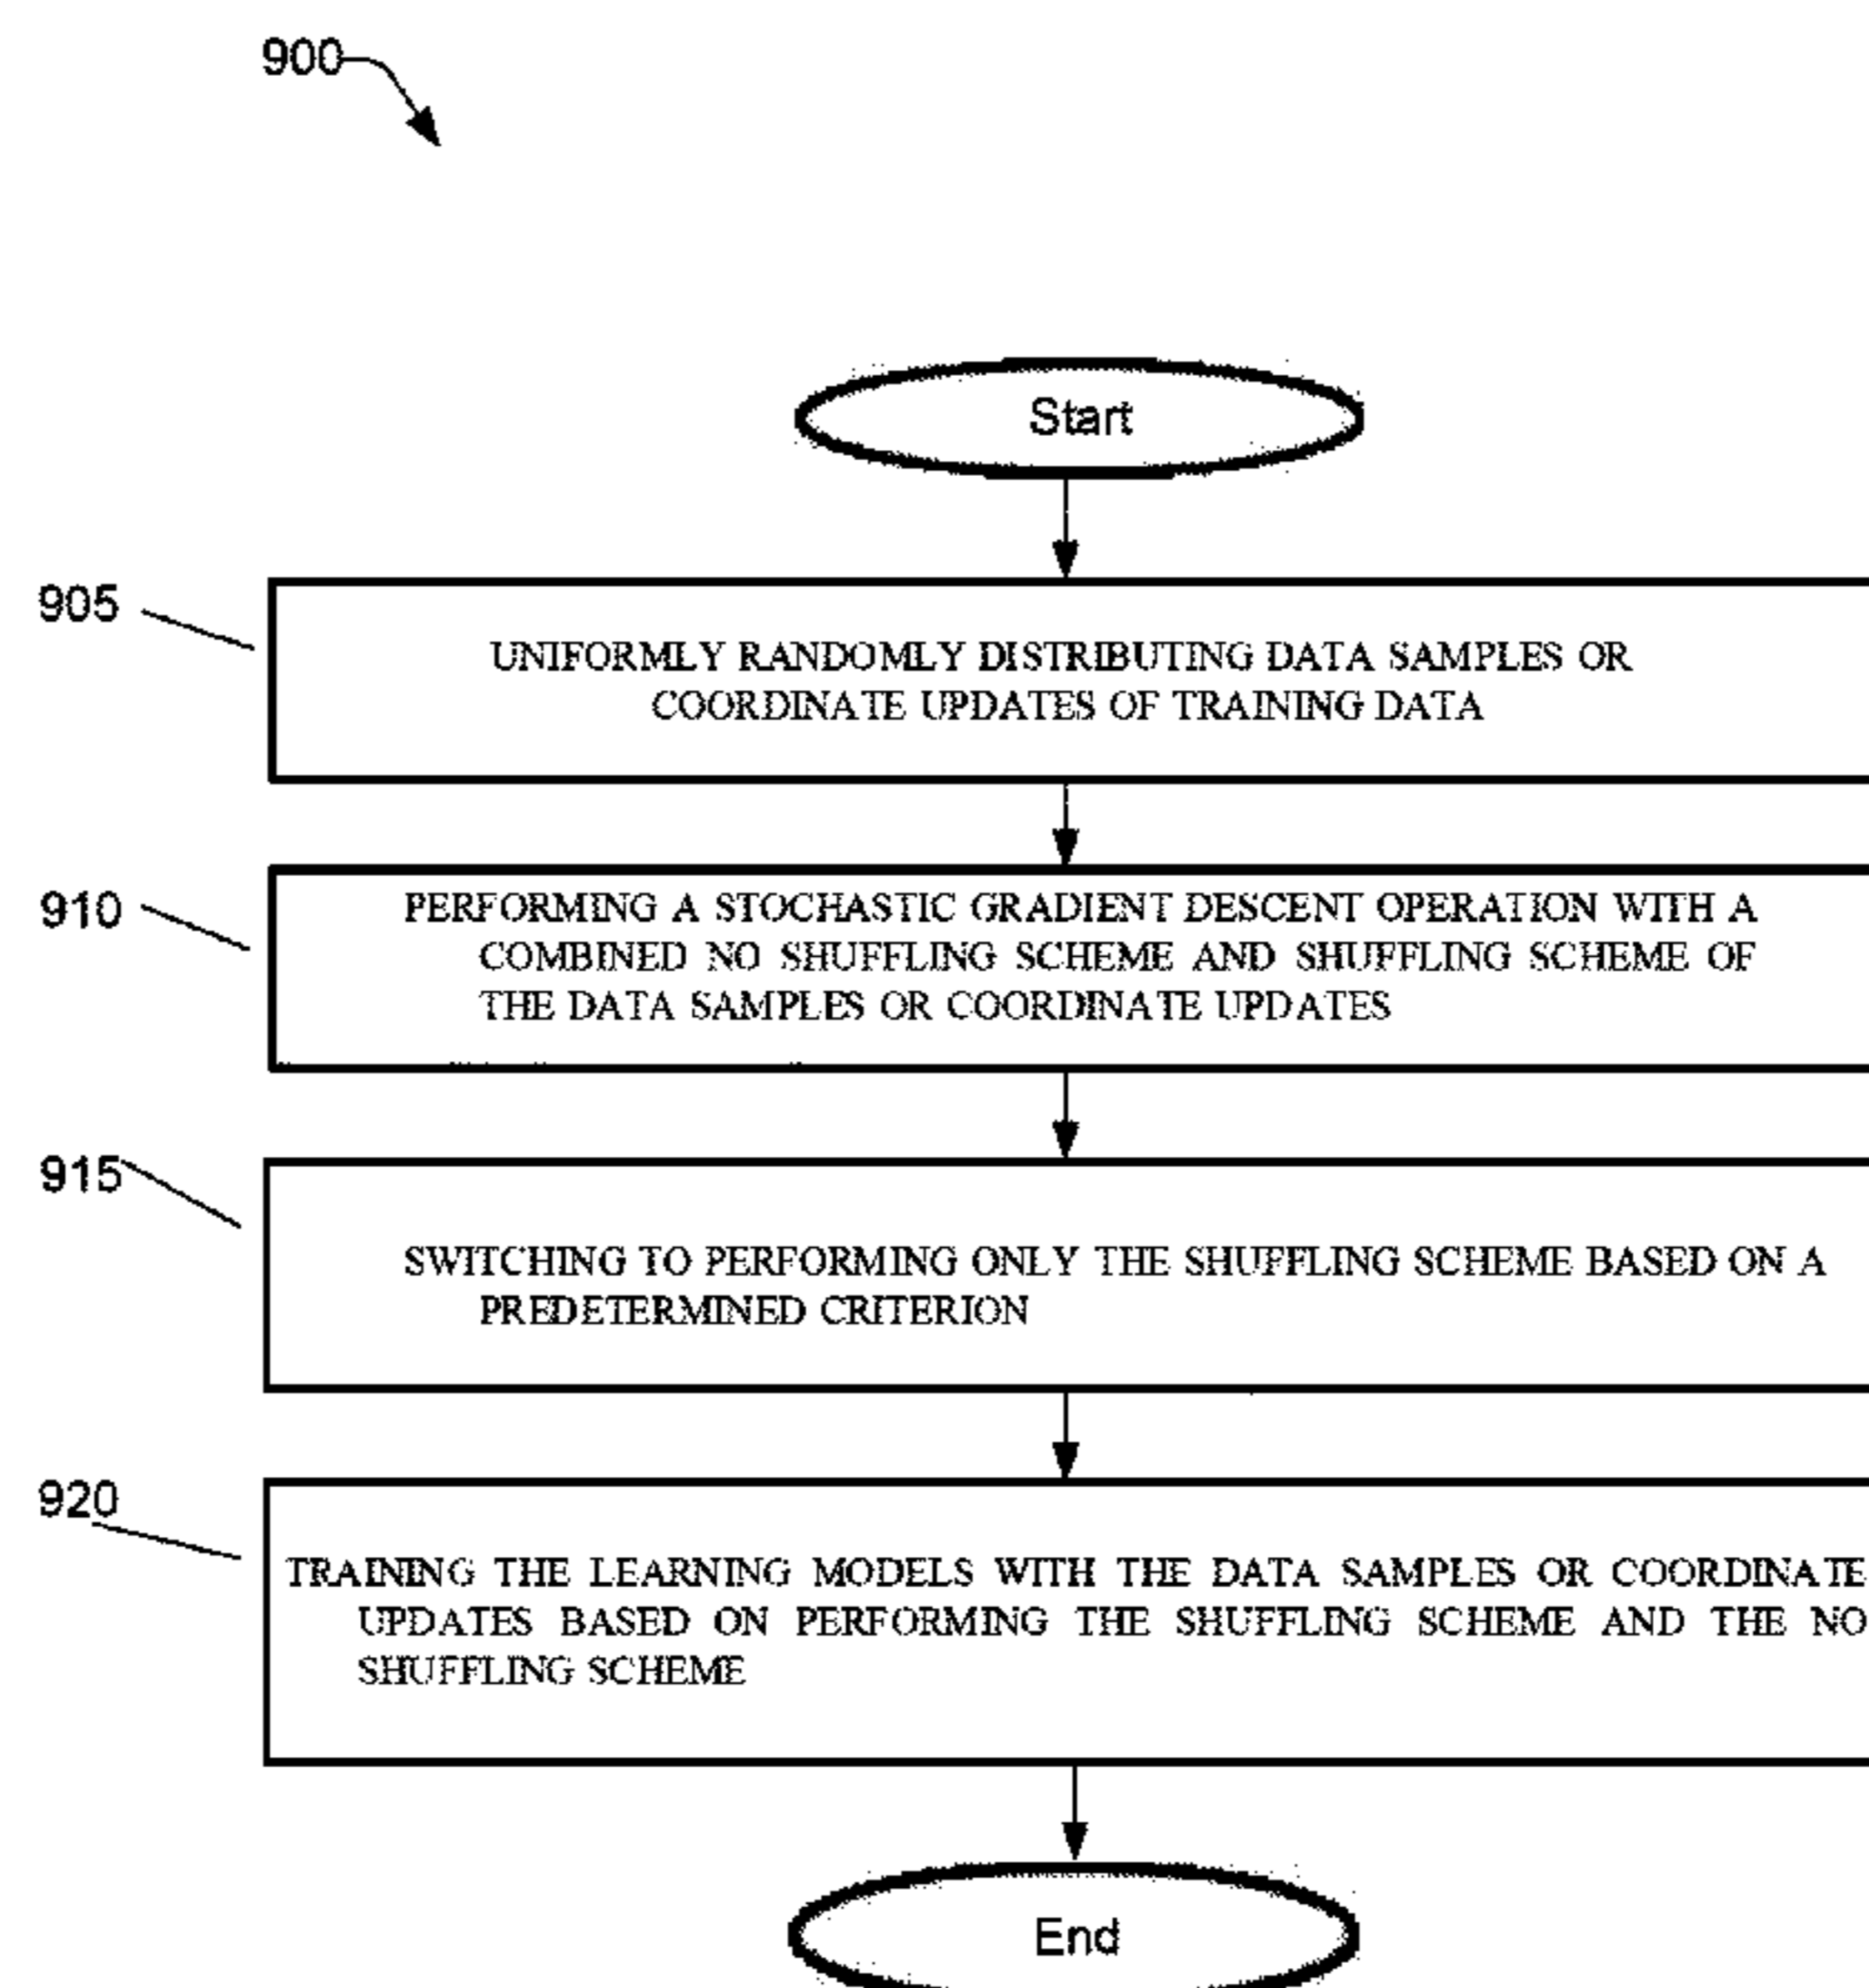 900
Start
905
UNIFORMLY RANDOMLY DISTRIBUTING DATA SAMPLES OR
COORDINATE UPDATES OF TRAINING DATA
910
PERFORMING A STOCHASTIC GRADIENT DESCENT OPERATION WITH A
COMBINED NO SHUFFLING SCHEME AND SHUFFLING SCHEME OF
THE DATA SAMPLES OR COORDINATE UPDATES
915
SWITCHING TO PERFORMING ONLY THE SHUFFLING SCHEME BASED ON A
PREDETERMINED CRITERION
920
TRAINING THE LEARNING MODELS WITH THE DATA SAMPLES OR COORDINATE
UPDATES BASED ON PERFORMING THE SHUFFLING SCHEME AND THE NO
SHUFFLING SCHEME
End